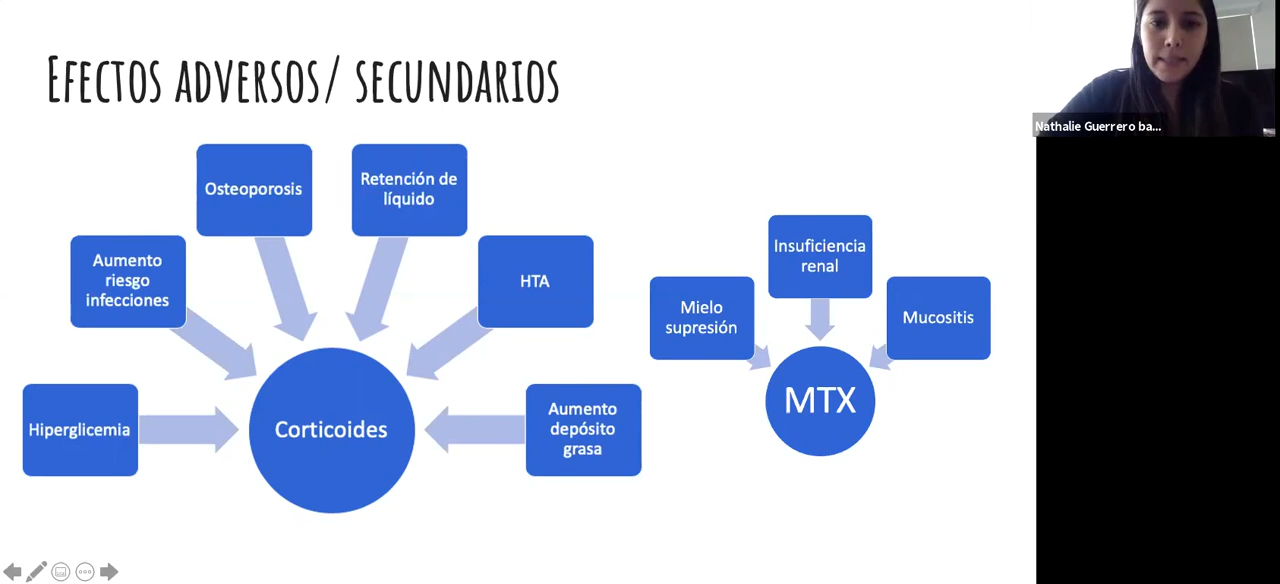 Efectos adversos/ secundarios
Nathalie Guerrero ba...
Osteoporosis
Retención de
líquido
Aumento
riesgo
infecciones
HTA
Hiperglicemia
Corticoides
Aumento
depósito
grasa
Insuficiencia
renal
Mielo
supresión
Mucositis
MTX